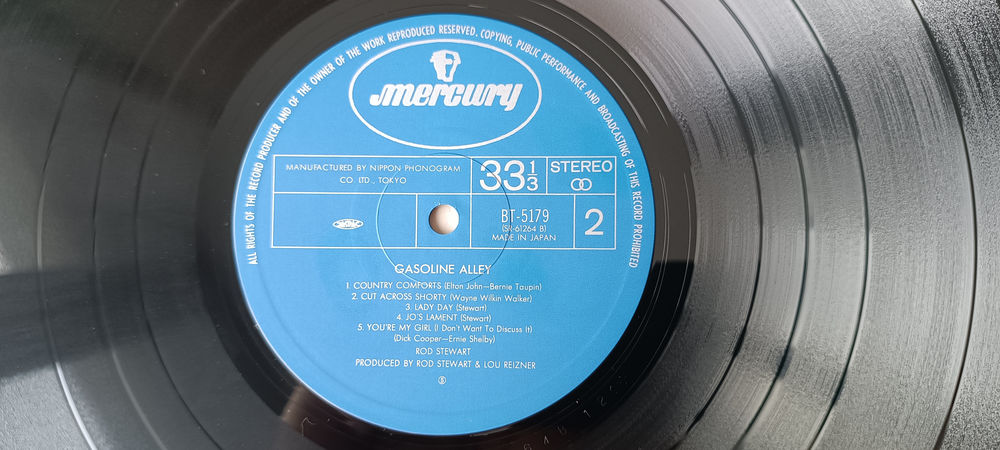 ALL RIGHTS OF THE RECORD PRODUCER AND OF THE OWNER OF THE WORK REPRODUCED RESERVED. COPYING, PUBLIC PERFORMANCE AND BROADCASTING OF THIS RECORD PROHIBITED
mercury
MANUFACTURED BY NIPPON PHONOGRAM
CO. LTD., TOKYO
33 1/3
STEREO
BT-5179
(SR-61264 B)
MADE IN JAPAN
2
GASOLINE ALLEY
1. COUNTRY COMFORTS (Elton John—Bernie Taupin)
2. CUT ACROSS SHORTY (Wayne Wilkin Walker)
3. LADY DAY (Stewart)
4. JO'S LAMENT (Stewart)
5. YOU'RE MY GIRL (I Don't Want To Discuss It)
(Dick Cooper—Ernie Shelby)
ROD STEWART
PRODUCED BY ROD STEWART & LOU REIZNER